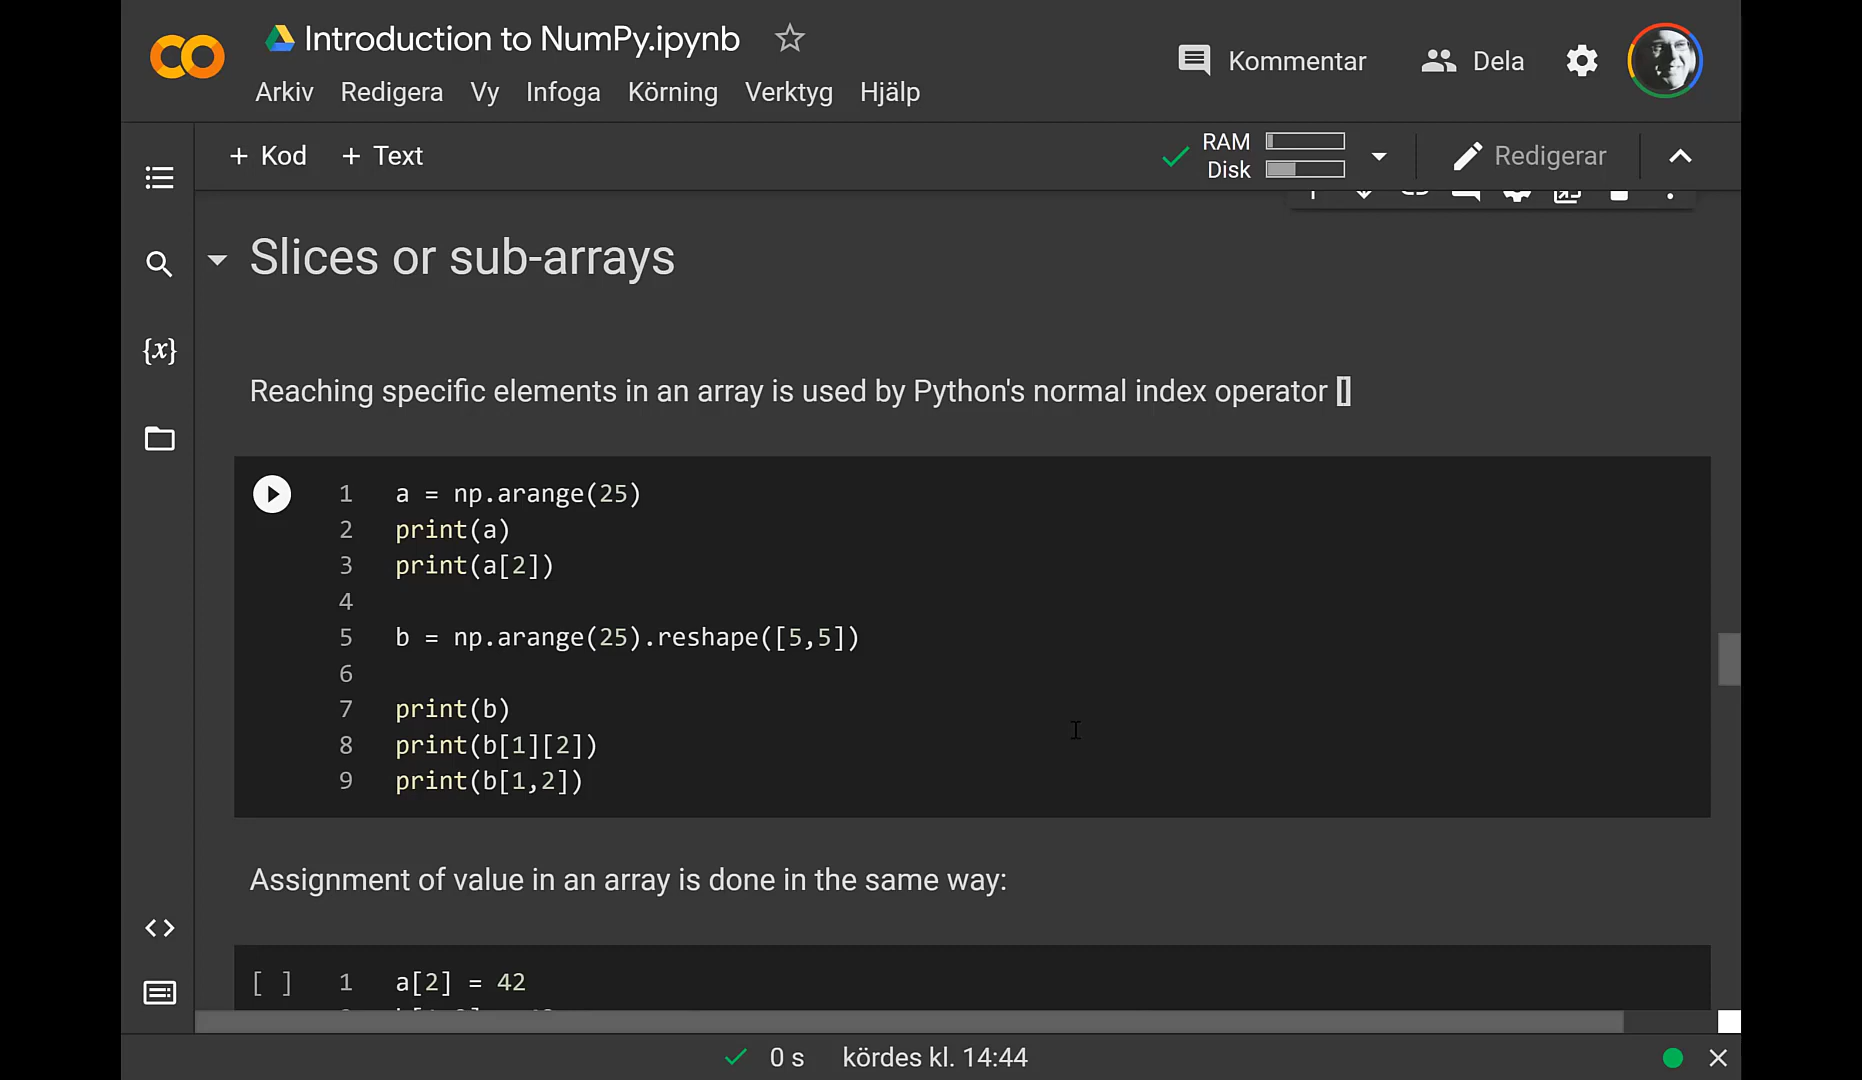 Introduction to NumPy.ipynb
Kommentar
Dela
Arkiv Redigera Vy Infoga Körning Verktyg Hjälp
+ Kod + Text
RAM
Disk
Redigerar
Slices or sub-arrays
{x}
Reaching specific elements in an array is used by Python's normal index operator []
1 a = np.arange(25)
2 print(a)
3 print(a[2])
4
5 b = np.arange(25).reshape([5,5])
6
7 print(b)
8 print(b[1][2])
9 print(b[1,2])
Assignment of value in an array is done in the same way:
[ ] 1 a[2] = 42
0 s kördes kl. 14:44